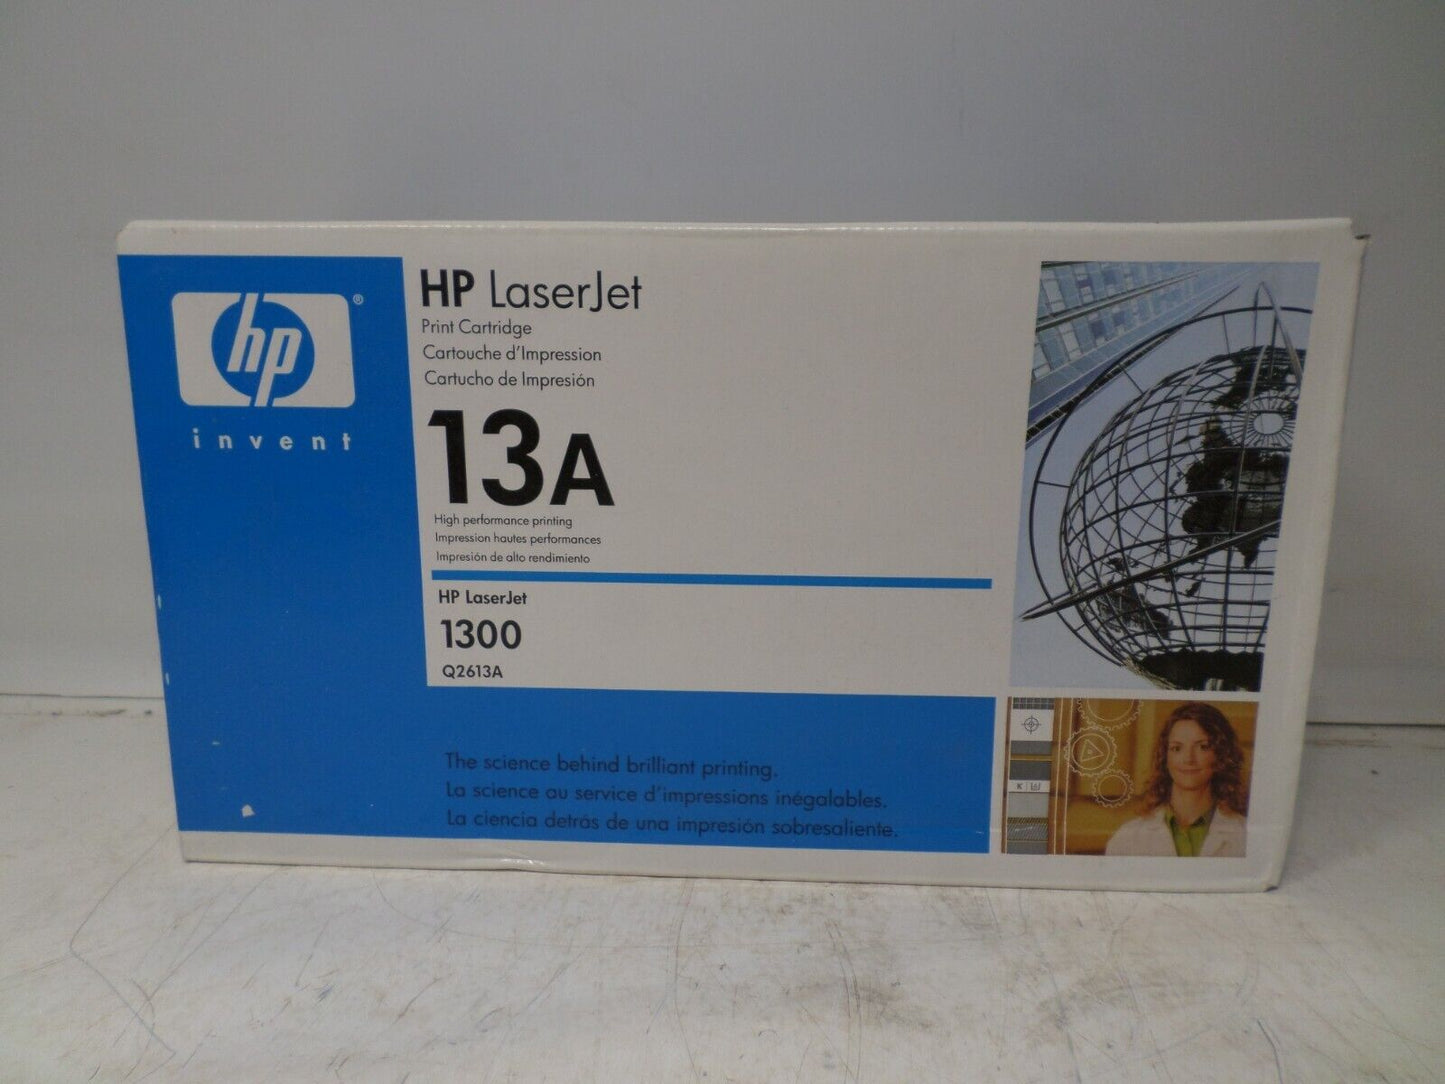 hp®
invent
HP LaserJet
Print Cartridge
Cartouche d'Impression
Cartucho de Impresión
13A
High performance printing
Impression hautes performances
Impresión de alto rendimiento
HP LaserJet
1300
Q2613A
The science behind brilliant printing.
La science au service d'impressions inégalables.
La ciencia detrás de una impresión sobresaliente.
K